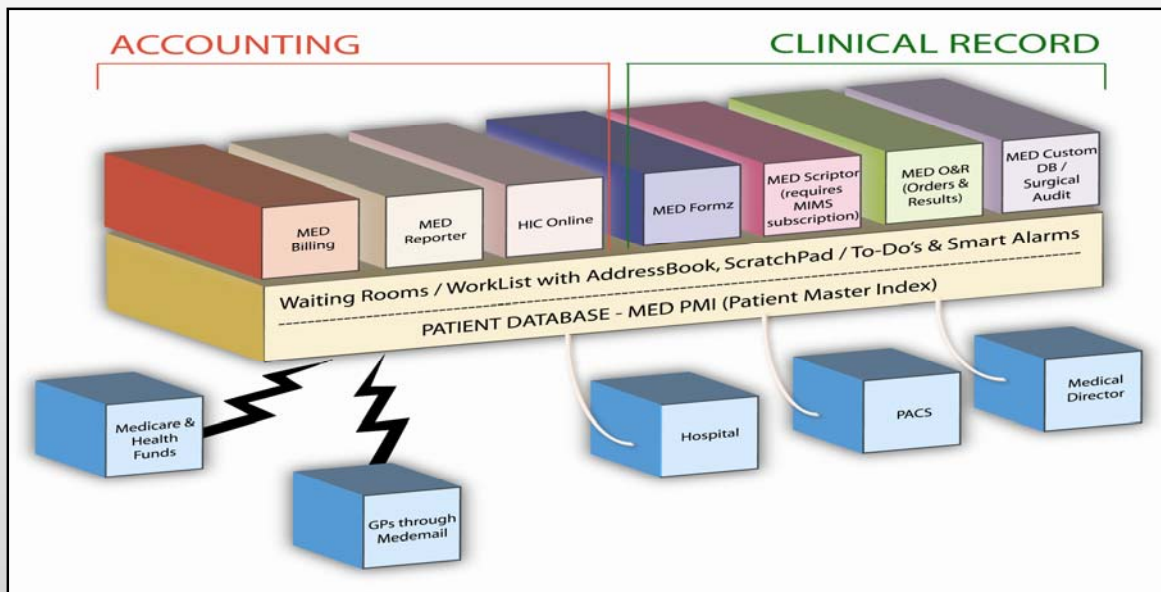 ACCOUNTING
CLINICAL RECORD
MED
Billing
MED
Reporter
HIC Online
MED Formz
MED Scriptor
(requires
MIMS
subscription)
MED O&R
(Orders &
Results)
MED Custom
DB /
Surgical
Audit
Waiting Rooms / WorkList with AddressBook, ScratchPad / To-Do's & Smart Alarms
PATIENT DATABASE - MED PMI (Patient Master Index)
Medicare &
Health
Funds
GPs through
Medemail
Hospital
PACS
Medical
Director